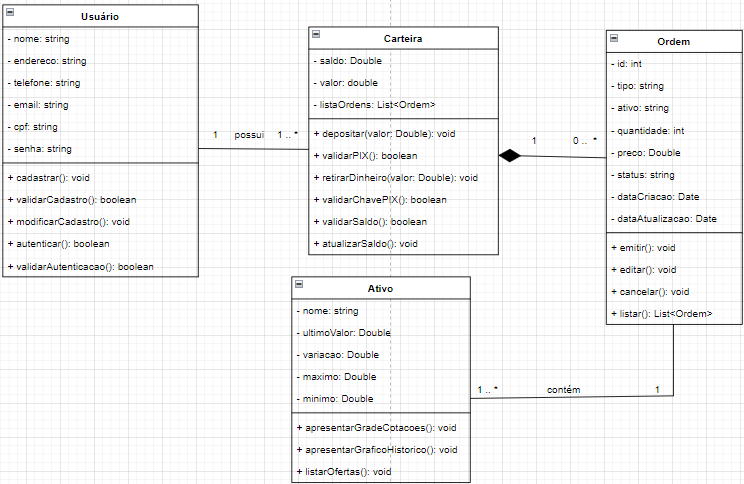 Usuário
- nome: string
- endereco: string
- telefone: string
- email: string
- cpf: string
- senha: string
+ cadastrar(): void
+ validarCadastro(): boolean
+ modificarCadastro(): void
+ autenticar(): boolean
+ validarAutenticacao(): boolean
1 possui 1 .. *
Carteira
- saldo: Double
- valor: double
- listaOrdens: List<Ordem>
+ depositar(valor: Double): void
+ validarPIX(): boolean
+ retirarDinheiro(valor: Double): void
+ validarChavePIX(): boolean
+ validarSaldo(): boolean
+ atualizarSaldo(): void
1 0 .. *
Ordem
- id: int
- tipo: string
- ativo: string
- quantidade: int
- preco: Double
- status: string
- dataCriacao: Date
- dataAtualizacao: Date
+ emitir(): void
+ editar(): void
+ cancelar(): void
+ listar(): List<Ordem>
Ativo
- nome: string
- ultimoValor: Double
- variacao: Double
- maximo: Double
- minimo: Double
+ apresentarGradeCotacoes(): void
+ apresentarGraficoHistorico(): void
+ listarOfertas(): void
1 .. * contém 1